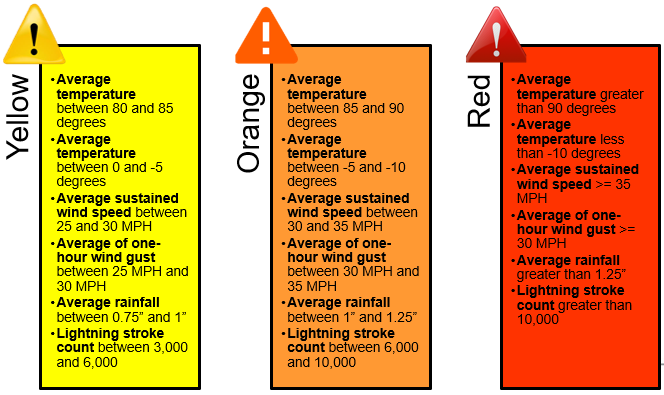 Yellow
•Average
temperature
between 80 and 85
degrees
•Average
temperature
between 0 and -5
degrees
•Average sustained
wind speed between
25 and 30 MPH
•Average of one-
hour wind gust
between 25 MPH and
30 MPH
•Average rainfall
between 0.75” and 1”
•Lightning stroke
count between 3,000
and 6,000
Orange
•Average
temperature
between 85 and 90
degrees
•Average
temperature
between -5 and -10
degrees
•Average sustained
wind speed between
30 and 35 MPH
•Average of one-
hour wind gust
between 30 MPH and
35 MPH
•Average rainfall
between 1” and 1.25”
•Lightning stroke
count between 6,000
and 10,000
Red
•Average
temperature greater
than 90 degrees
•Average
temperature less
than -10 degrees
•Average sustained
wind speed >= 35
MPH
•Average of one-
hour wind gust >=
30 MPH
•Average rainfall
greater than 1.25”
•Lightning stroke
count greater than
10,000